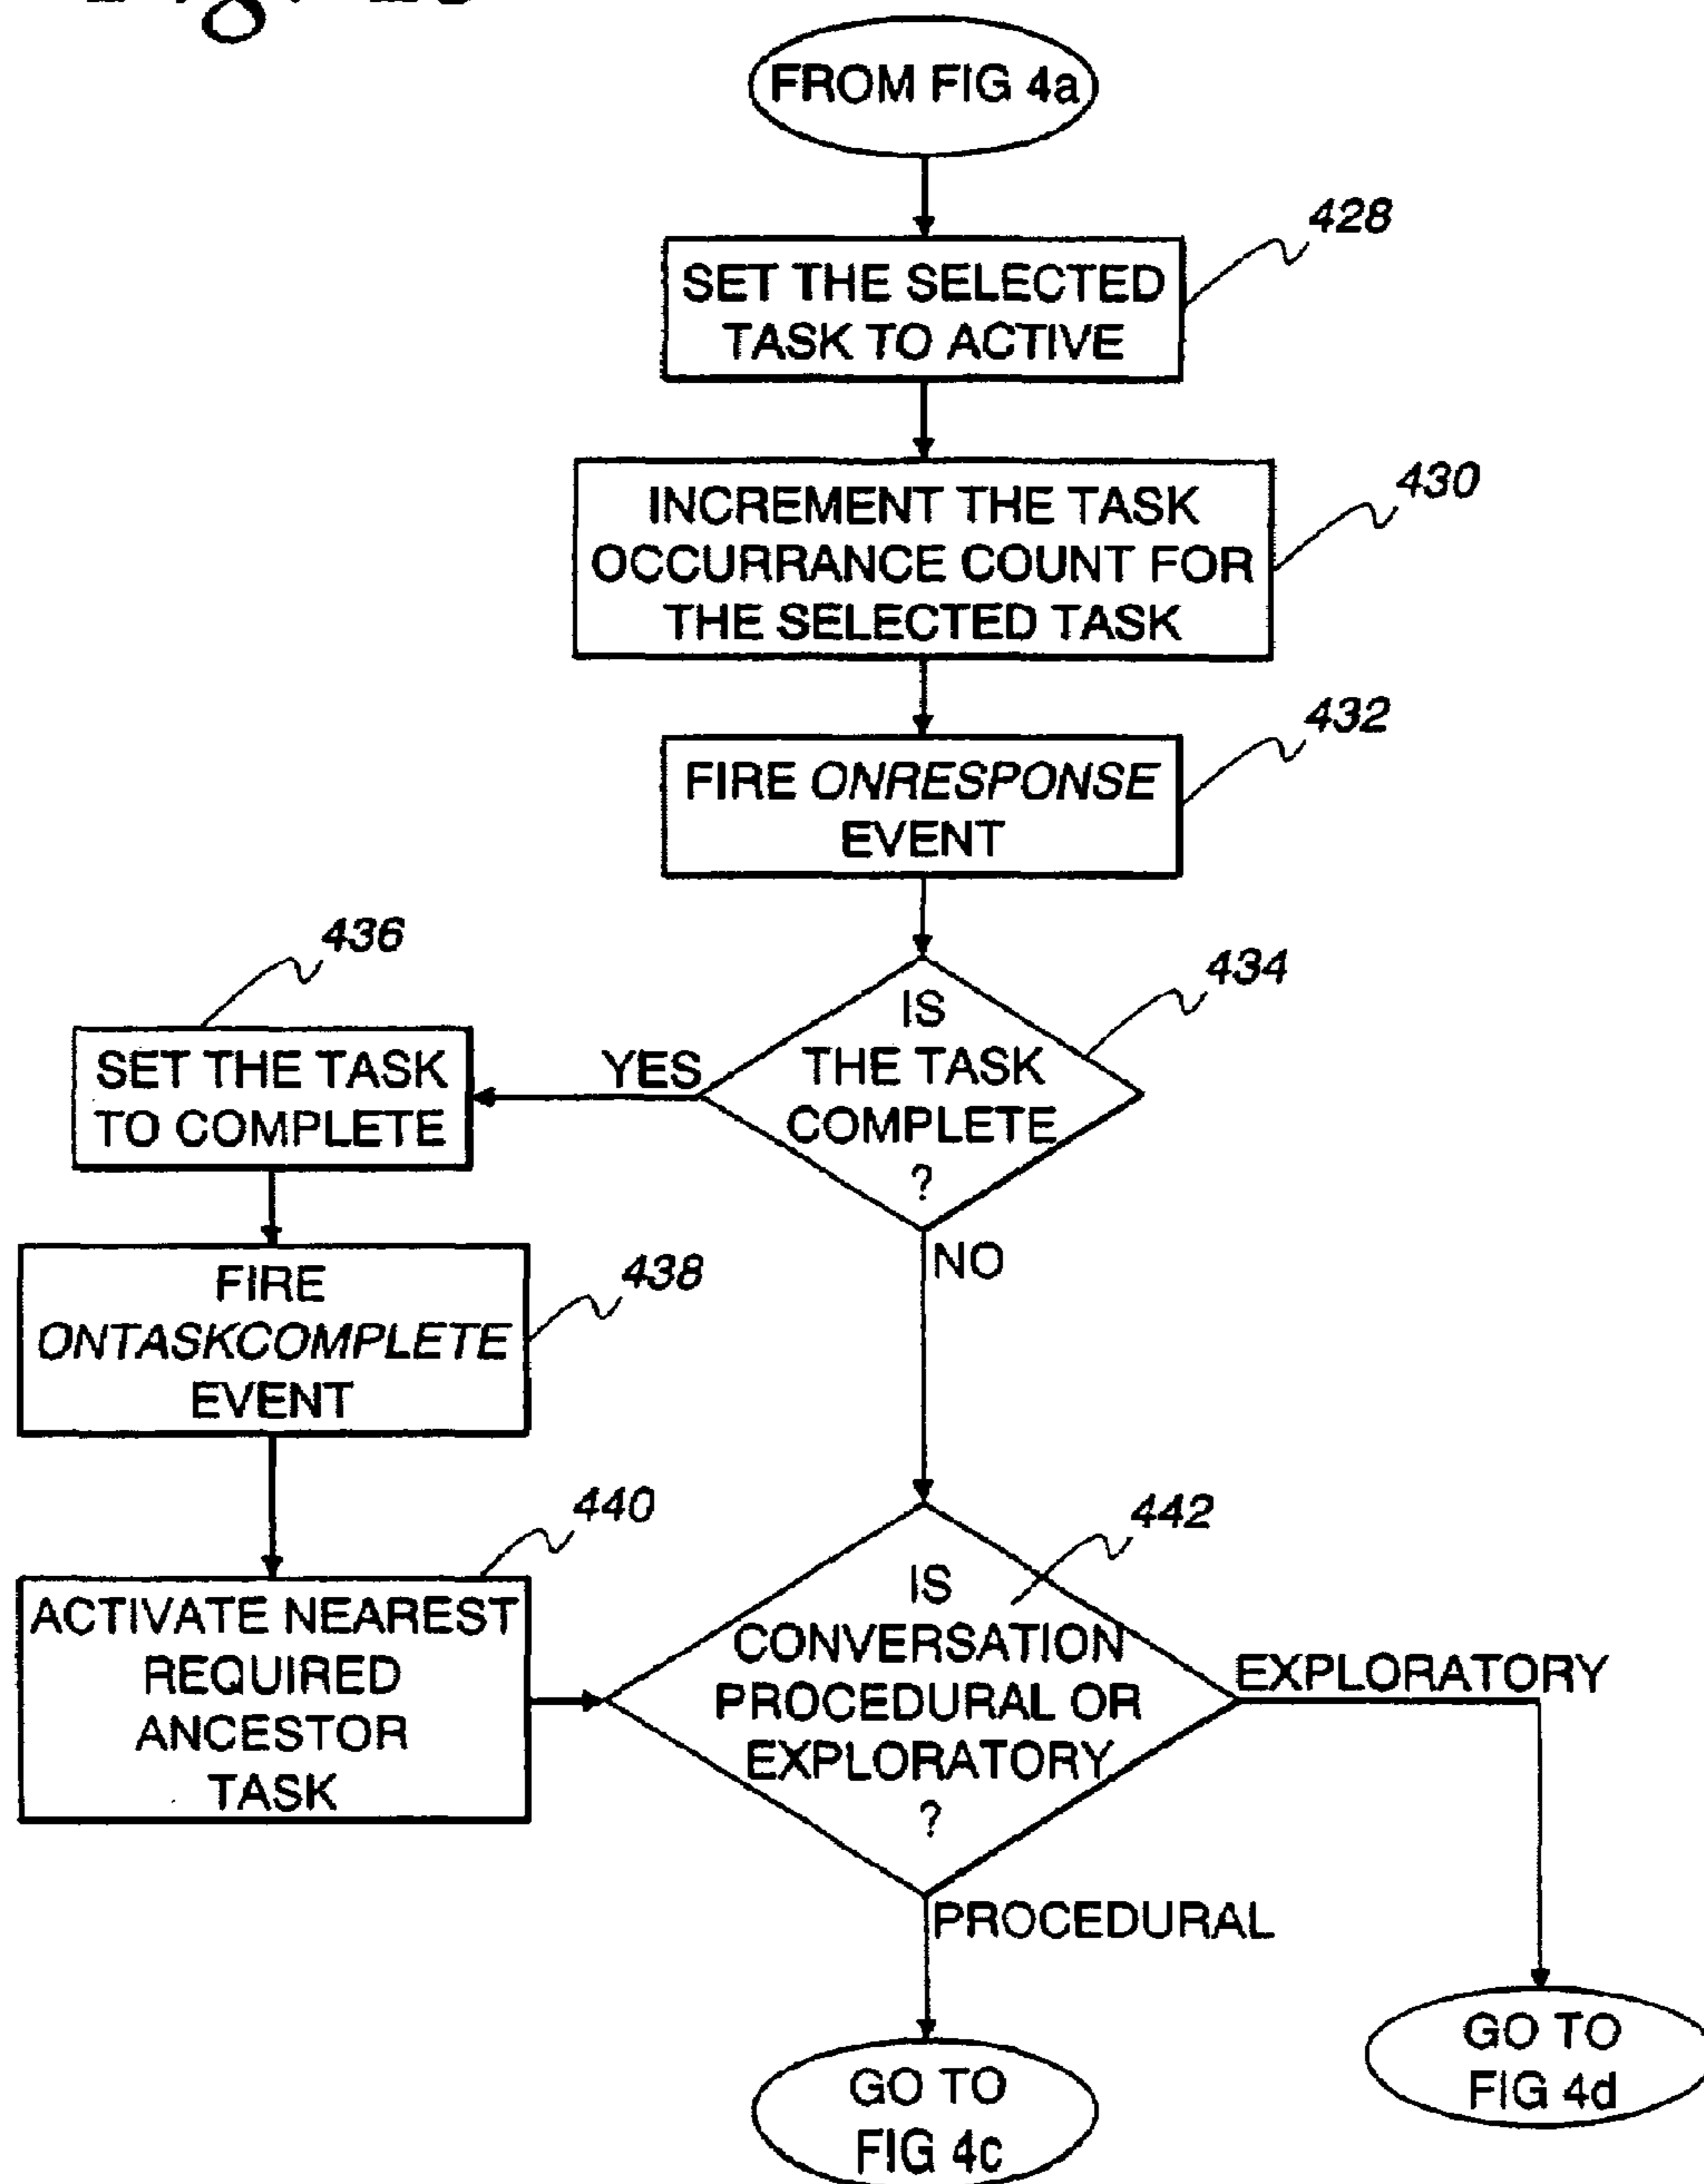 FROM FIG 4a
428
SET THE SELECTED
TASK TO ACTIVE
430
INCREMENT THE TASK
OCCURRANCE COUNT FOR
THE SELECTED TASK
432
FIRE ONRESPONSE
EVENT
434
IS
THE TASK
COMPLETE
?
YES
436
SET THE TASK
TO COMPLETE
438
FIRE
ONTASKCOMPLETE
EVENT
440
ACTIVATE NEAREST
REQUIRED
ANCESTOR
TASK
NO
442
IS
CONVERSATION
PROCEDURAL OR
EXPLORATORY
?
EXPLORATORY
PROCEDURAL
GO TO
FIG 4d
GO TO
FIG 4c